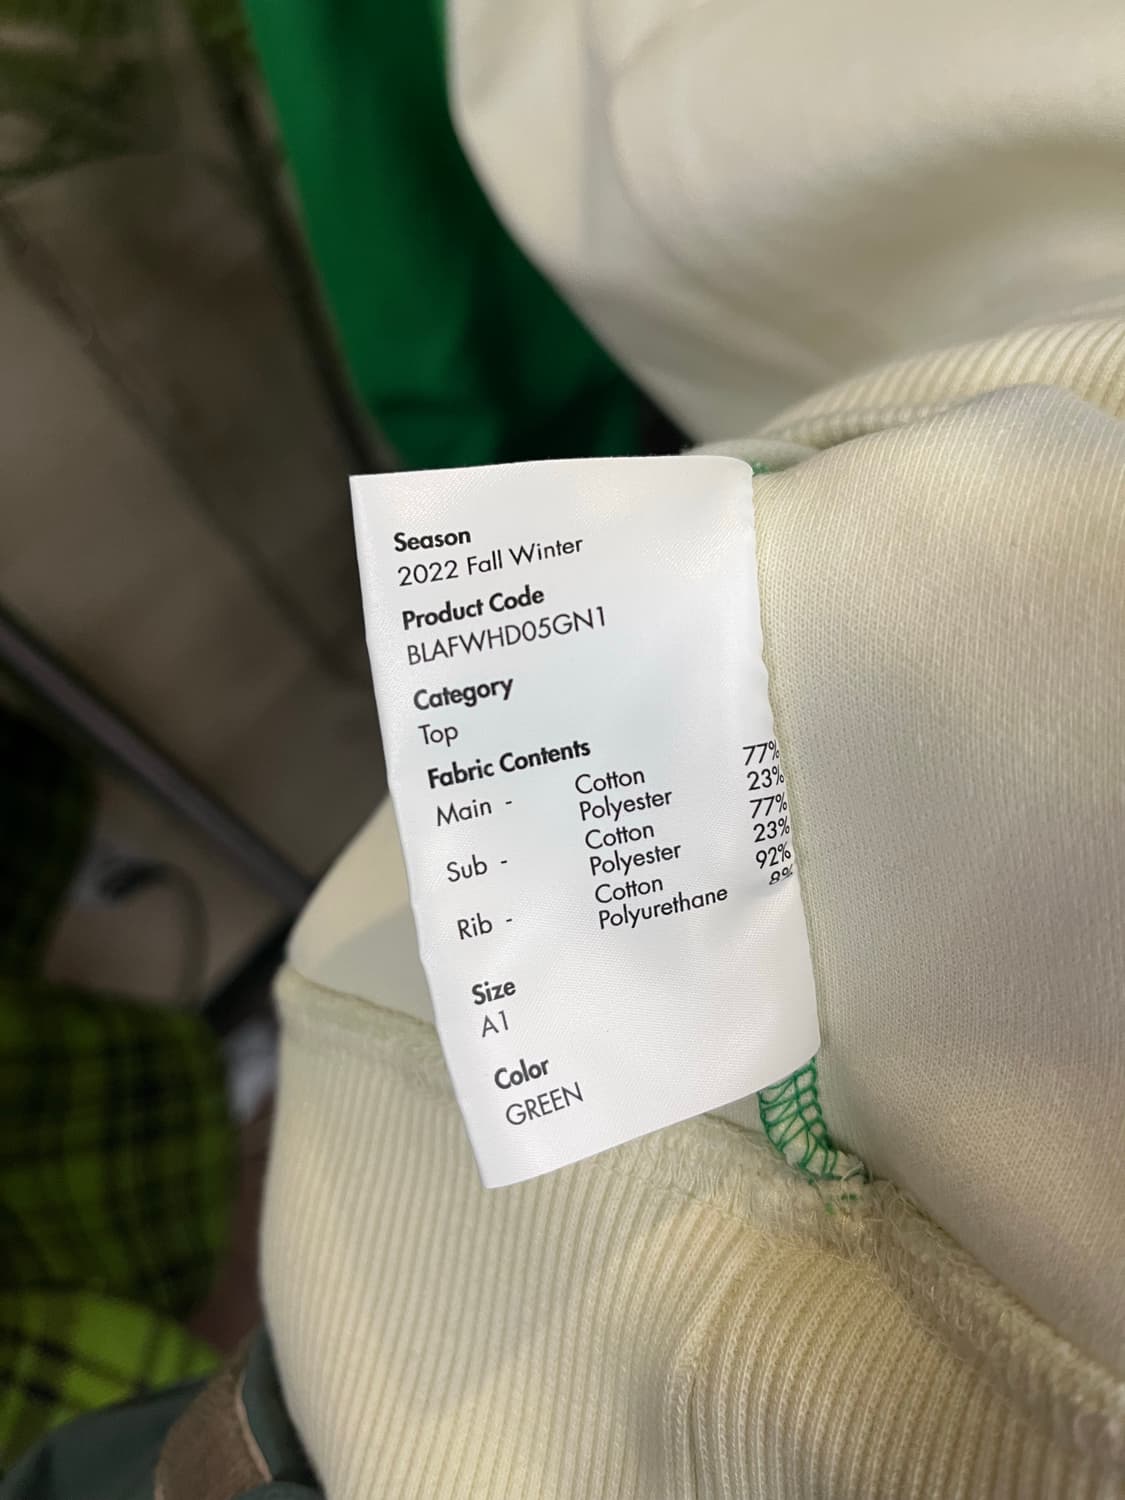 Season
2022 Fall Winter
Product Code
BLAFWHD05GN1
Category
Top
Fabric Contents
Main - Cotton 77%
Polyester 23%
Sub - Cotton 77%
Polyester 23%
Rib - Cotton 92%
Polyurethane 8%
Size
A1
Color
GREEN